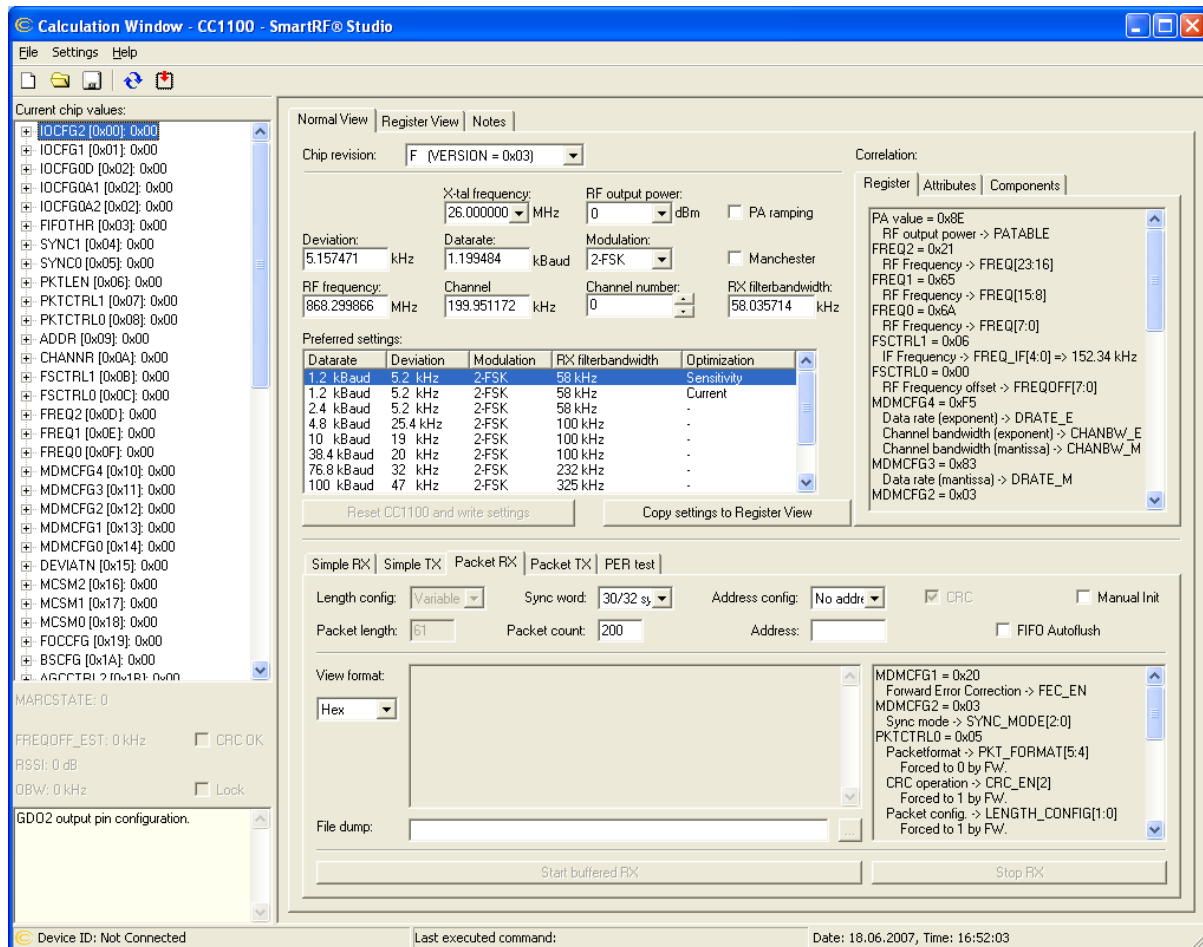 Calculation Window - CC1100 - SmartRF® Studio
File Settings Help
Current chip values:
IOCFG2 [0x00]: 0x00
IOCFG1 [0x01]: 0x00
IOCFG0D [0x02]: 0x00
IOCFG0A1 [0x02]: 0x00
IOCFG0A2 [0x02]: 0x00
FIFOTHR [0x03]: 0x00
SYNC1 [0x04]: 0x00
SYNC0 [0x05]: 0x00
PKTLEN [0x06]: 0x00
PKTCTRL1 [0x07]: 0x00
PKTCTRL0 [0x08]: 0x00
ADDR [0x09]: 0x00
CHANNR [0x0A]: 0x00
FSCTRL1 [0x0B]: 0x00
FSCTRL0 [0x0C]: 0x00
FREQ2 [0x0D]: 0x00
FREQ1 [0x0E]: 0x00
FREQ0 [0x0F]: 0x00
MDMCFG4 [0x10]: 0x00
MDMCFG3 [0x11]: 0x00
MDMCFG2 [0x12]: 0x00
MDMCFG1 [0x13]: 0x00
MDMCFG0 [0x14]: 0x00
DEVIATN [0x15]: 0x00
MCSM2 [0x16]: 0x00
MCSM1 [0x17]: 0x00
MCSM0 [0x18]: 0x00
FOCCFG [0x19]: 0x00
BSCFG [0x1A]: 0x00
AGCCTRL2 [0x1B]: 0x00
MARCSTATE: 0
FREQOFF_EST: 0 kHz CRC OK
RSSI: 0 dB
OBW: 0 kHz Lock
GDO2 output pin configuration.
Normal View Register View Notes
Chip revision: F (VERSION = 0x03)
X-tal frequency: RF output power:
26.000000 MHz 0 dBm PA ramping
Deviation: Datarate: Modulation:
5.157471 kHz 1.199484 kBaud 2-FSK Manchester
RF frequency: Channel Channel number: RX filterbandwidth:
868.299866 MHz 199.951172 kHz 0 58.035714 kHz
Preferred settings:
Datarate Deviation Modulation RX filterbandwidth Optimization
1.2 kBaud 5.2 kHz 2-FSK 58 kHz Sensitivity
1.2 kBaud 5.2 kHz 2-FSK 58 kHz Current
2.4 kBaud 5.2 kHz 2-FSK 58 kHz -
4.8 kBaud 25.4 kHz 2-FSK 100 kHz -
10 kBaud 19 kHz 2-FSK 100 kHz -
38.4 kBaud 20 kHz 2-FSK 100 kHz -
76.8 kBaud 32 kHz 2-FSK 232 kHz -
100 kBaud 47 kHz 2-FSK 325 kHz -
Reset CC1100 and write settings Copy settings to Register View
Correlation:
Register Attributes Components
PA value = 0x8E
RF output power -> PATABLE
FREQ2 = 0x21
RF Frequency -> FREQ[23:16]
FREQ1 = 0x65
RF Frequency -> FREQ[15:8]
FREQ0 = 0x6A
RF Frequency -> FREQ[7:0]
FSCTRL1 = 0x06
IF Frequency -> FREQ_IF[4:0] => 152.34 kHz
FSCTRL0 = 0x00
RF Frequency offset -> FREQOFF[7:0]
MDMCFG4 = 0xF5
Data rate (exponent) -> DRATE_E
Channel bandwidth (exponent) -> CHANBW_E
Channel bandwidth (mantissa) -> CHANBW_M
MDMCFG3 = 0x83
Data rate (mantissa) -> DRATE_M
MDMCFG2 = 0x03
Simple RX Simple TX Packet RX Packet TX PER test
Length config: Variable Sync word: 30/32 sy Address config: No addre CRC Manual Init
Packet length: 61 Packet count: 200 Address: FIFO Autoflush
View format:
Hex
File dump: ...
MDMCFG1 = 0x20
Forward Error Correction -> FEC_EN
MDMCFG2 = 0x03
Sync mode -> SYNC_MODE[2:0]
PKTCTRL0 = 0x05
Packetformat -> PKT_FORMAT[5:4]
Forced to 0 by FW.
CRC operation -> CRC_EN[2]
Forced to 1 by FW.
Packet config. -> LENGTH_CONFIG[1:0]
Forced to 1 by FW.
Start buffered RX Stop RX
Device ID: Not Connected Last executed command: Date: 18.06.2007, Time: 16:52:03